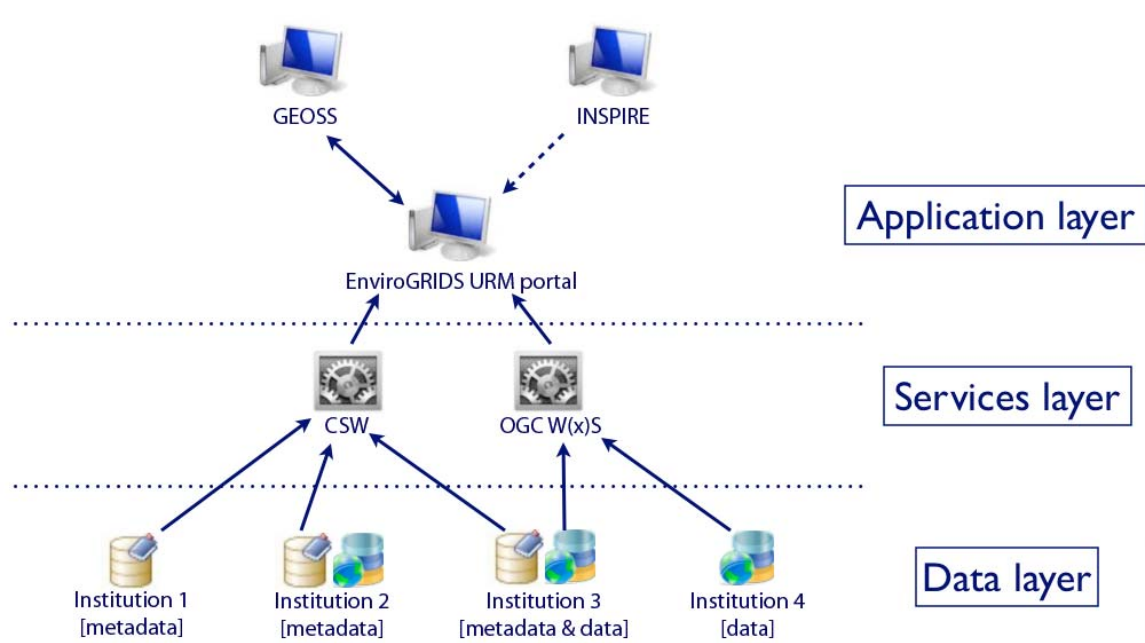 GEOSS
INSPIRE
Application layer
EnviroGRIDS URM portal
Services layer
CSW
OGC W(x)S
Data layer
Institution 1
[metadata]
Institution 2
[metadata]
Institution 3
[metadata & data]
Institution 4
[data]